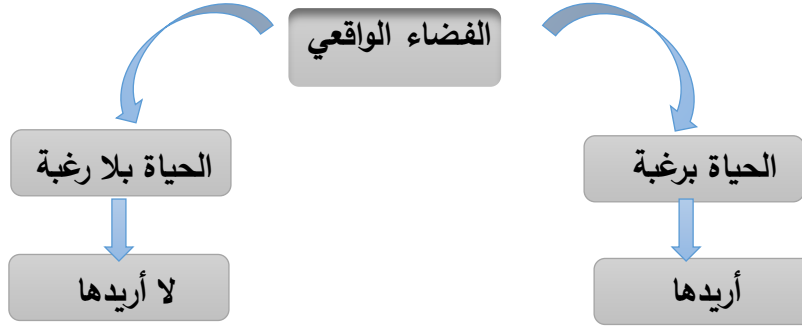 الفضاء الواقعي
الحياة برغبة
الحياة بلا رغبة
أريدها
لا أريدها